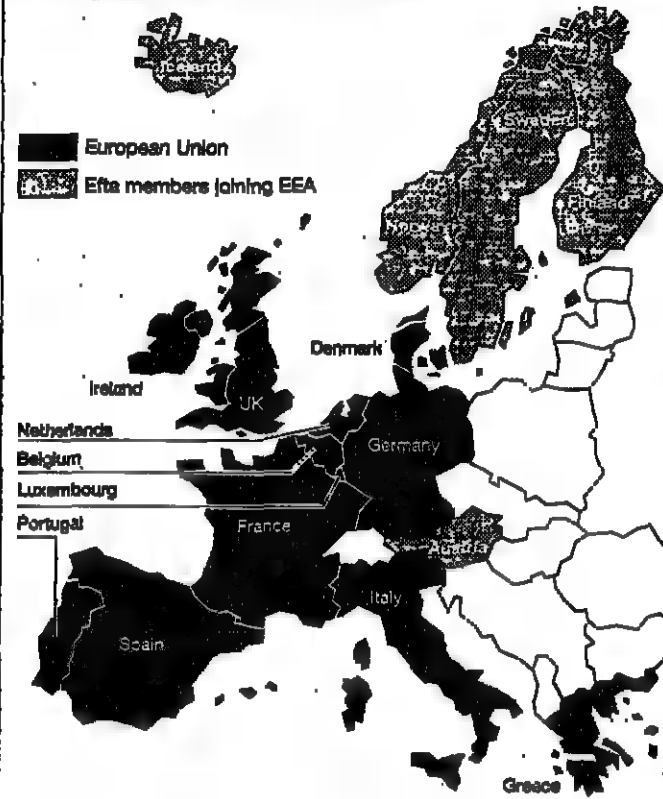 Iceland
European Union
Efta members joining EEA
Sweden
Finland
Denmark
Ireland
UK
Netherlands
Belgium
Luxembourg
Portugal
Germany
France
Austria
Italy
Spain
Greece